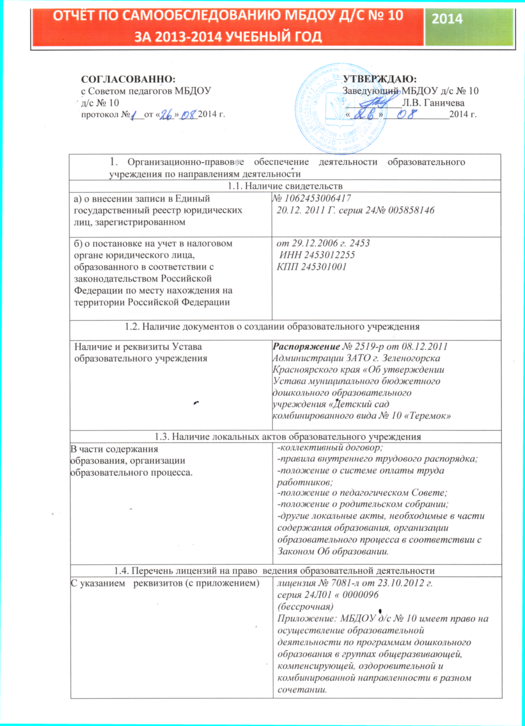 ОТЧЁТ ПО САМООБСЛЕДОВАНИЮ МБДОУ Д/С № 10
ЗА 2013-2014 УЧЕБНЫЙ ГОД
2014
СОГЛАСОВАННО:
с Советом педагогов МБДОУ
д/с № 10
протокол № 1 от «26» 08 2014 г.
УТВЕРЖДАЮ:
Заведующий МБДОУ д/с № 10
Л.В. Ганичева
« » 08 2014 г.
1. Организационно-правовое обеспечение деятельности образовательного
учреждения по направлениям деятельности
1.1. Наличие свидетельств
а) о внесении записи в Единый
государственный реестр юридических
лиц, зарегистрированном
№ 1062453006417
20.12. 2011 Г. серия 24№ 005858146
б) о постановке на учет в налоговом
органе юридического лица,
образованного в соответствии с
законодательством Российской
Федерации по месту нахождения на
территории Российской Федерации
от 29.12.2006 г. 2453
ИНН 2453012255
КПП 245301001
1.2. Наличие документов о создании образовательного учреждения
Наличие и реквизиты Устава
образовательного учреждения
Распоряжение № 2519-р от 08.12.2011
Администрации ЗАТО г. Зеленогорска
Красноярского края «Об утверждении
Устава муниципального бюджетного
дошкольного образовательного
учреждения «Детский сад
комбинированного вида № 10 «Теремок»
1.3. Наличие локальных актов образовательного учреждения
В части содержания
образования, организации
образовательного процесса.
-коллективный договор;
-правила внутреннего трудового распорядка;
-положение о системе оплаты труда
работников;
-положение о педагогическом Совете;
-положение о родительском собрании;
-другие локальные акты, необходимые в части
содержания образования, организации
образовательного процесса в соответствии с
Законом Об образовании.
1.4. Перечень лицензий на право ведения образовательной деятельности
С указанием реквизитов (с приложением)
лицензия № 7081-л от 23.10.2012 г.
серия 24Л01 « 0000096
(бессрочная)
Приложение: МБДОУ д/с № 10 имеет право на
осуществление образовательной
деятельности по программам дошкольного
образования в группах общеразвивающей,
компенсирующей, оздоровительной и
комбинированной направленности в разном
сочетании.